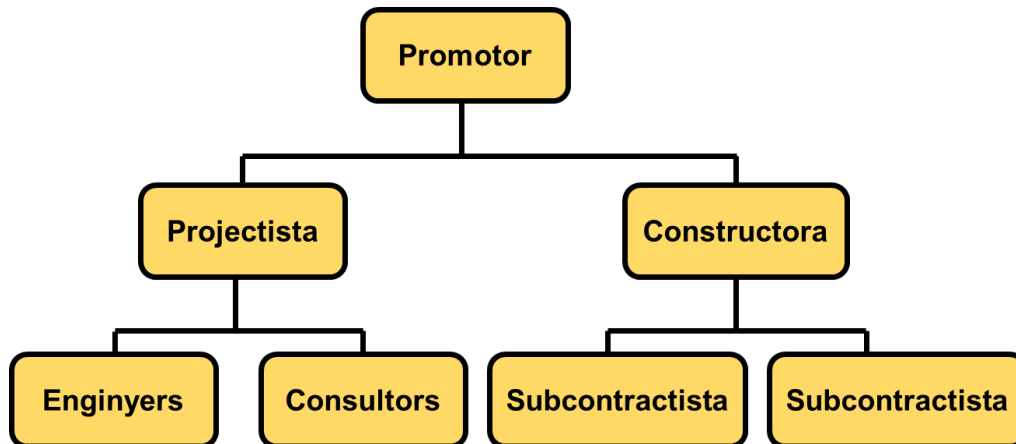 Promotor
Projectista
Constructora
Enginyers
Consultors
Subcontractista
Subcontractista